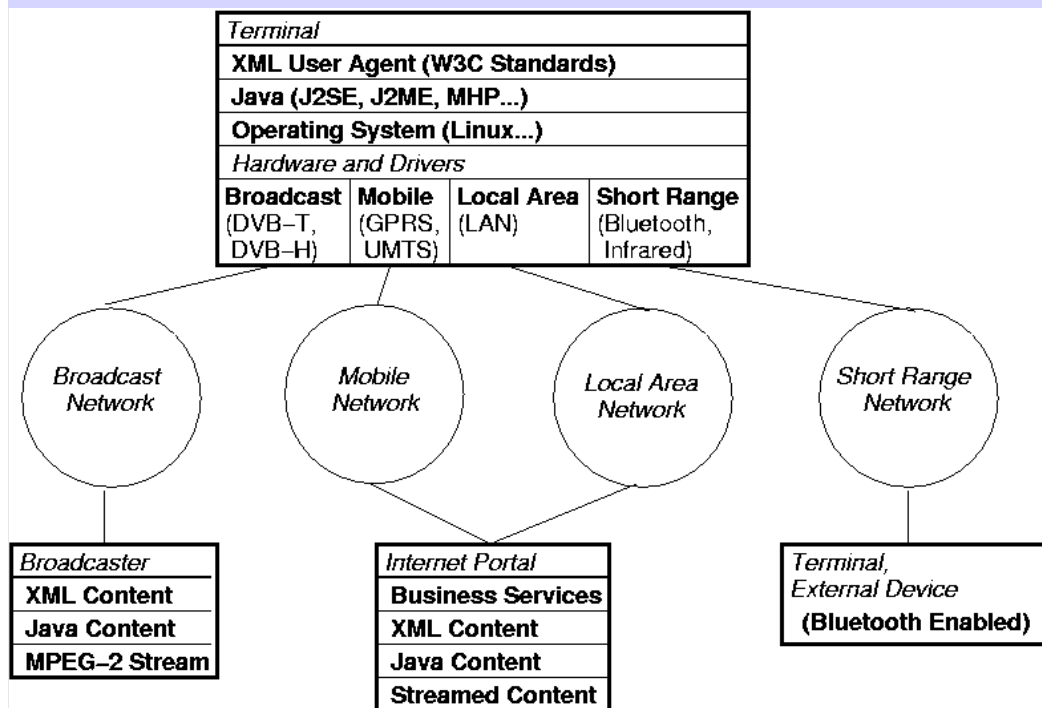 Terminal
XML User Agent (W3C Standards)
Java (J2SE, J2ME, MHP...)
Operating System (Linux...)
Hardware and Drivers
Broadcast
(DVB–T,
DVB–H)
Mobile
(GPRS,
UMTS)
Local Area
(LAN)
Short Range
(Bluetooth,
Infrared)
Broadcast
Network
Mobile
Network
Local Area
Network
Short Range
Network
Broadcaster
XML Content
Java Content
MPEG–2 Stream
Internet Portal
Business Services
XML Content
Java Content
Streamed Content
Terminal,
External Device
(Bluetooth Enabled)